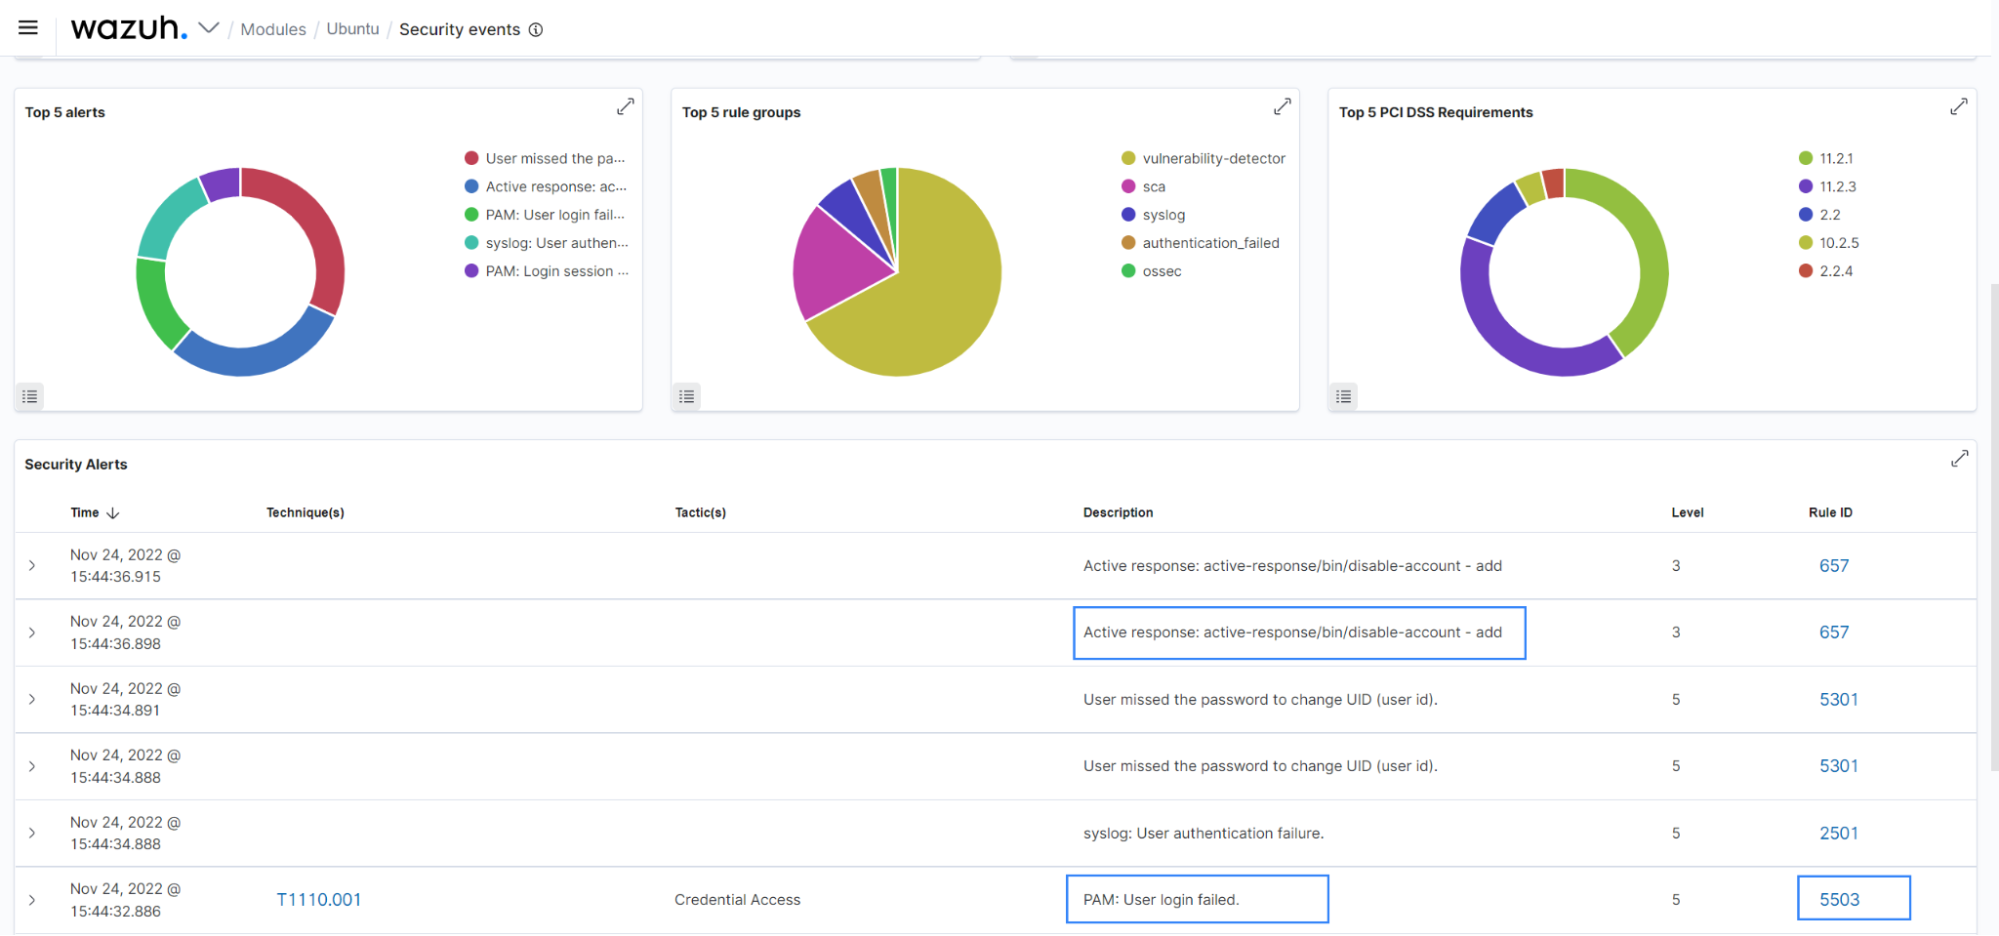 wazuh. / Modules / Ubuntu / Security events
Top 5 alerts
User missed the pa...
Active response: ac...
PAM: User login fail...
syslog: User authen...
PAM: Login session ...
Top 5 rule groups
vulnerability-detector
sca
syslog
authentication_failed
ossec
Top 5 PCI DSS Requirements
11.2.1
11.2.3
2.2
10.2.5
2.2.4
Security Alerts
Time Technique(s) Tactic(s) Description Level Rule ID
Nov 24, 2022 @
15:44:36.915
Active response: active-response/bin/disable-account - add 3 657
Nov 24, 2022 @
15:44:36.898
Active response: active-response/bin/disable-account - add 3 657
Nov 24, 2022 @
15:44:34.891
User missed the password to change UID (user id). 5 5301
Nov 24, 2022 @
15:44:34.888
User missed the password to change UID (user id). 5 5301
Nov 24, 2022 @
15:44:34.888
syslog: User authentication failure. 5 2501
Nov 24, 2022 @
15:44:32.886
T1110.001 Credential Access PAM: User login failed. 5 5503